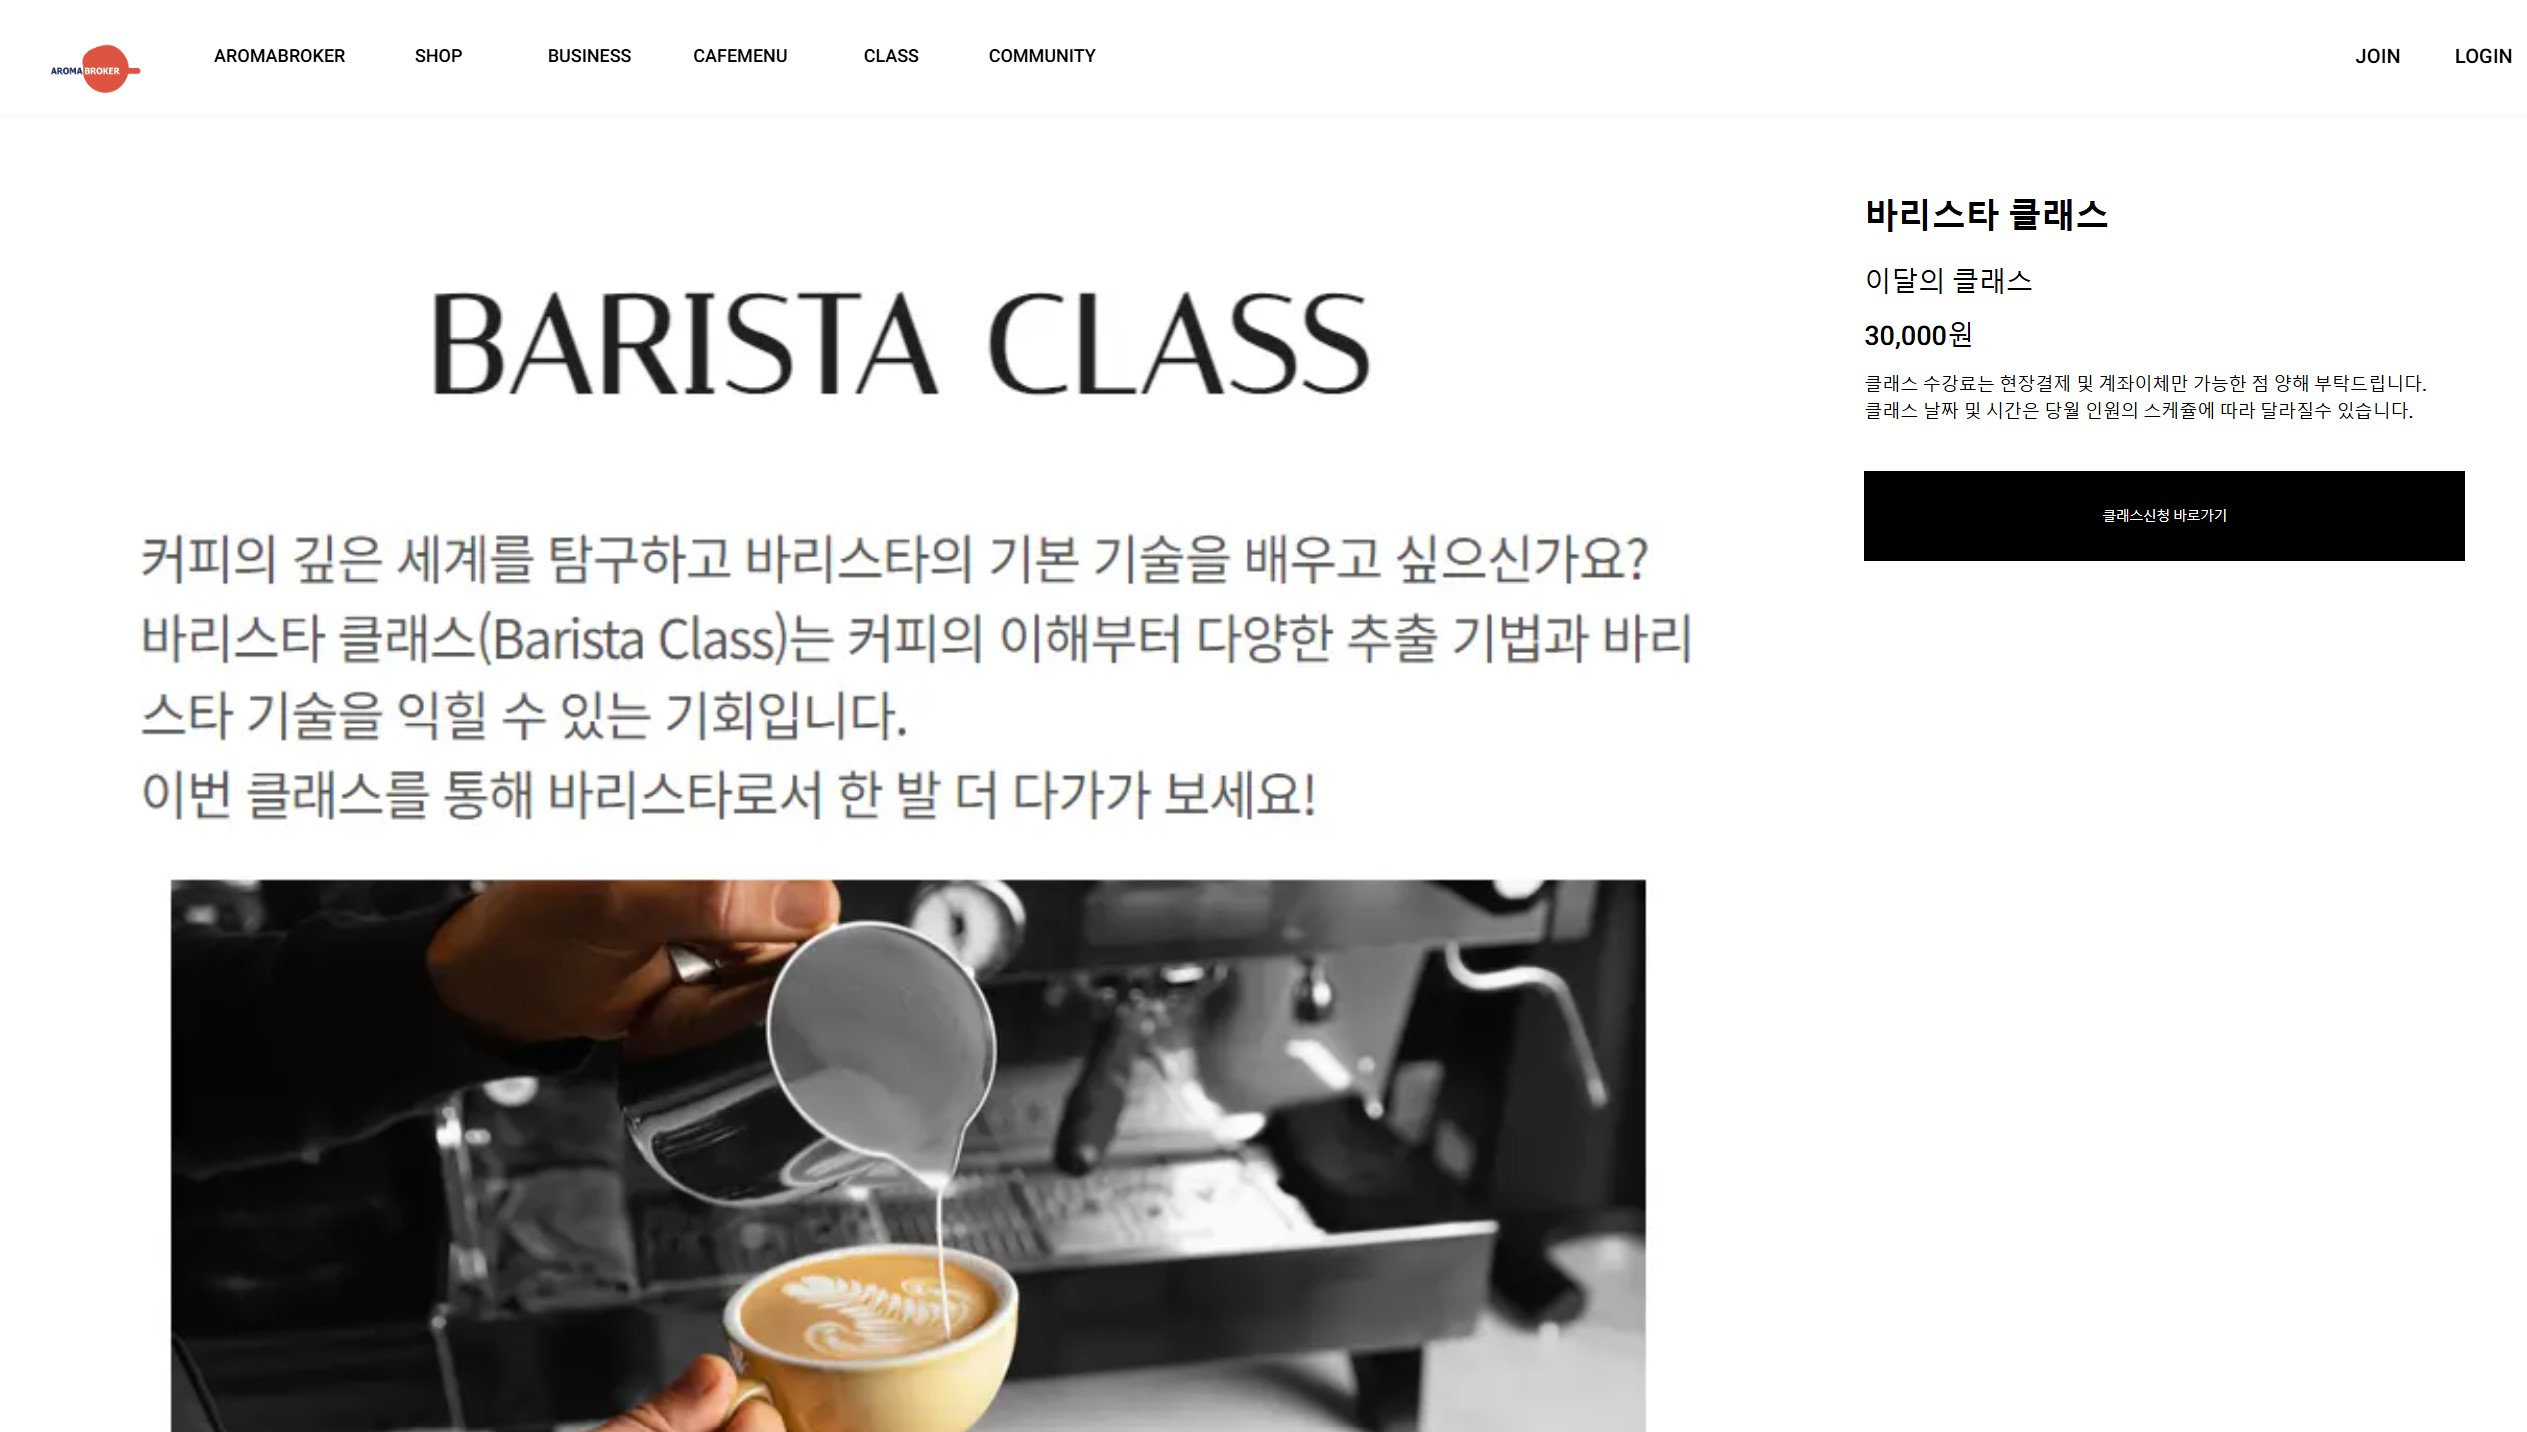 AROMABROKER
AROMABROKER SHOP BUSINESS CAFEMENU CLASS COMMUNITY JOIN LOGIN
BARISTA CLASS
커피의 깊은 세계를 탐구하고 바리스타의 기본 기술을 배우고 싶으신가요?
바리스타 클래스(Barista Class)는 커피의 이해부터 다양한 추출 기법과 바리
스타 기술을 익힐 수 있는 기회입니다.
이번 클래스를 통해 바리스타로서 한 발 더 다가가 보세요!
바리스타 클래스
이달의 클래스
30,000원
클래스 수강료는 현장결제 및 계좌이체만 가능한 점 양해 부탁드립니다.
클래스 날짜 및 시간은 당월 인원의 스케쥴에 따라 달라질수 있습니다.
클래스신청 바로가기